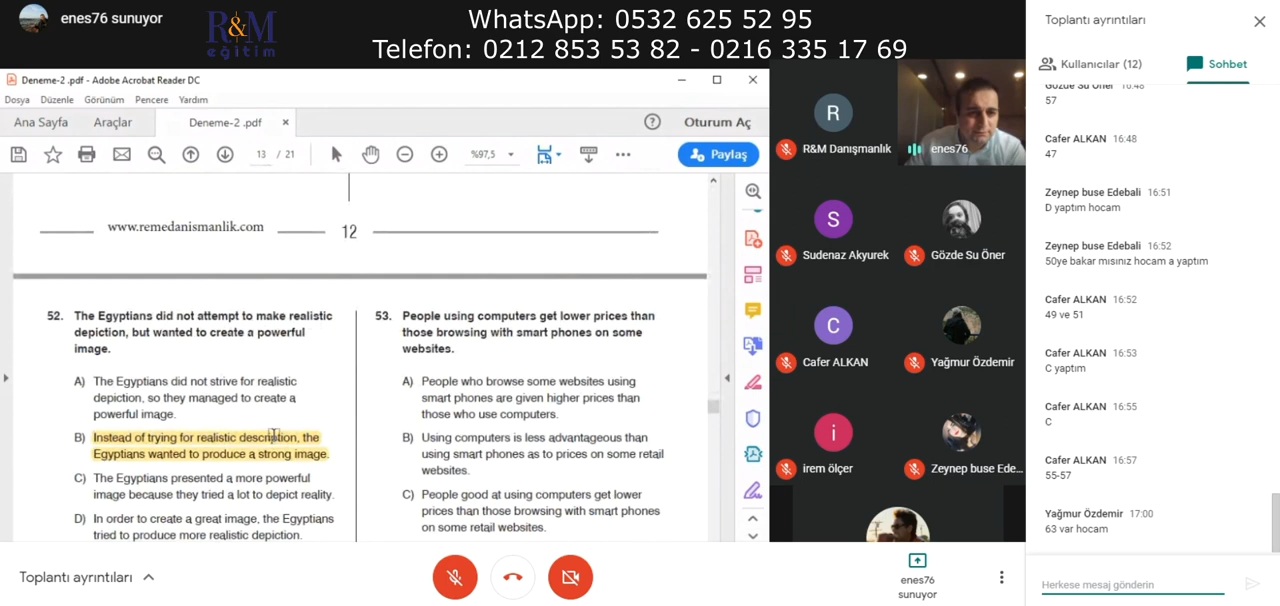 enes76 sunuyor
R&M
eğitim
WhatsApp: 0532 625 52 95
Telefon: 0212 853 53 82 - 0216 335 17 69
Deneme-2 .pdf - Adobe Acrobat Reader DC
Dosya Düzenle Görünüm Pencere Yardım
Ana Sayfa Araçlar Deneme-2 .pdf × Oturum Aç
13 / 21 %97,5 Paylaş
www.remedanismanlik.com 12
52. The Egyptians did not attempt to make realistic
depiction, but wanted to create a powerful
image.
A) The Egyptians did not strive for realistic
depiction, so they managed to create a
powerful image.
B) Instead of trying for realistic description, the
Egyptians wanted to produce a strong image.
C) The Egyptians presented a more powerful
image because they tried a lot to depict reality.
D) In order to create a great image, the Egyptians
tried to produce more realistic depiction.
53. People using computers get lower prices than
those browsing with smart phones on some
websites.
A) People who browse some websites using
smart phones are given higher prices than
those who use computers.
B) Using computers is less advantageous than
using smart phones as to prices on some retail
websites.
C) People good at using computers get lower
prices than those browsing with smart phones
on some retail websites.
R
R&M Danışmanlık
enes76
S
Sudenaz Akyurek
Gözde Su Öner
C
Cafer ALKAN
Yağmur Özdemir
i
irem ölçer
Zeynep buse Ede...
Toplantı ayrıntıları
Kullanıcılar (12) Sohbet
Gözde Su Öner 16:48
57
Cafer ALKAN 16:48
47
Zeynep buse Edebali 16:51
D yaptım hocam
Zeynep buse Edebali 16:52
50ye bakar mısınız hocam a yaptım
Cafer ALKAN 16:52
49 ve 51
Cafer ALKAN 16:53
C yaptım
Cafer ALKAN 16:55
C
Cafer ALKAN 16:57
55-57
Yağmur Özdemir 17:00
63 var hocam
Herkese mesaj gönderin
Toplantı ayrıntıları
enes76
sunuyor